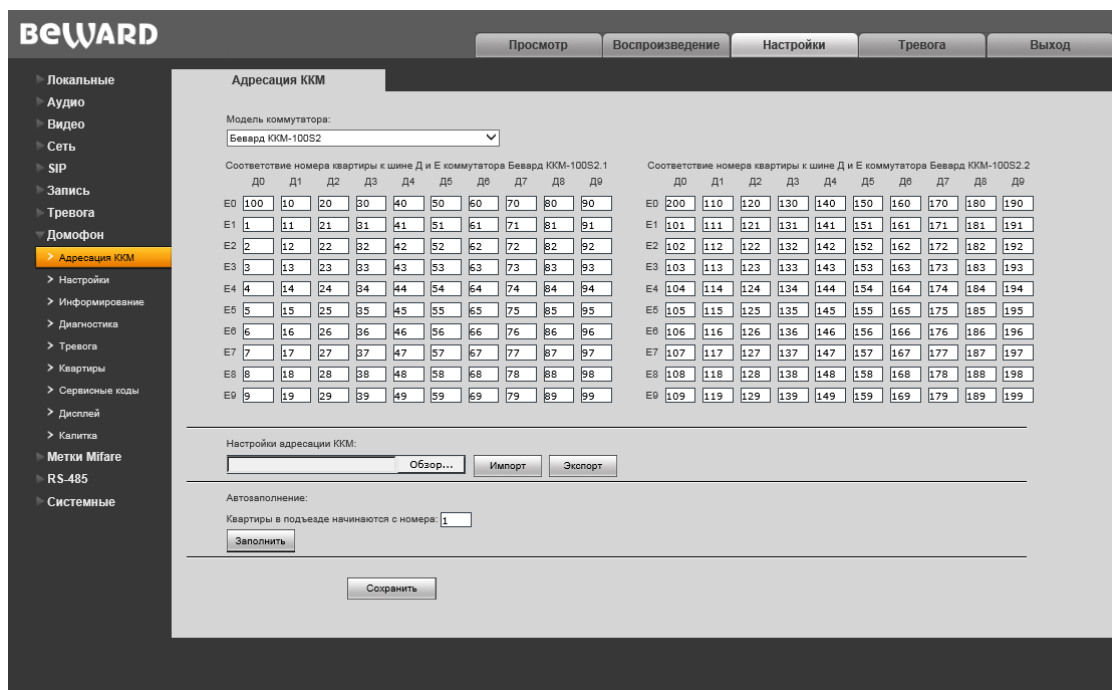 BEWARD
Просмотр Воспроизведение Настройки Тревога Выход
Локальные
Аудио
Видео
Сеть
SIP
Запись
Тревога
Домофон
Адресация ККМ
Настройки
Информирование
Диагностика
Тревога
Квартиры
Сервисные коды
Дисплей
Калитка
Метки Mifare
RS-485
Системные
Адресация ККМ
Модель коммутатора:
Бевард ККМ-100S2
Соответствие номера квартиры к шине Д и Е коммутатора Бевард ККМ-100S2.1
Д0 Д1 Д2 Д3 Д4 Д5 Д6 Д7 Д8 Д9
Е0 100 10 20 30 40 50 60 70 80 90
Е1 1 11 21 31 41 51 61 71 81 91
Е2 2 12 22 32 42 52 62 72 82 92
Е3 3 13 23 33 43 53 63 73 83 93
Е4 4 14 24 34 44 54 64 74 84 94
Е5 5 15 25 35 45 55 65 75 85 95
Е6 6 16 26 36 46 56 66 76 86 96
Е7 7 17 27 37 47 57 67 77 87 97
Е8 8 18 28 38 48 58 68 78 88 98
Е9 9 19 29 39 49 59 69 79 89 99
Соответствие номера квартиры к шине Д и Е коммутатора Бевард ККМ-100S2.2
Д0 Д1 Д2 Д3 Д4 Д5 Д6 Д7 Д8 Д9
Е0 200 110 120 130 140 150 160 170 180 190
Е1 101 111 121 131 141 151 161 171 181 191
Е2 102 112 122 132 142 152 162 172 182 192
Е3 103 113 123 133 143 153 163 173 183 193
Е4 104 114 124 134 144 154 164 174 184 194
Е5 105 115 125 135 145 155 165 175 185 195
Е6 106 116 126 136 146 156 166 176 186 196
Е7 107 117 127 137 147 157 167 177 187 197
Е8 108 118 128 138 148 158 168 178 188 198
Е9 109 119 129 139 149 159 169 179 189 199
Настройки адресации ККМ:
Обзор... Импорт Экспорт
Автозаполнение:
Квартиры в подъезде начинаются с номера: 1
Заполнить
Сохранить